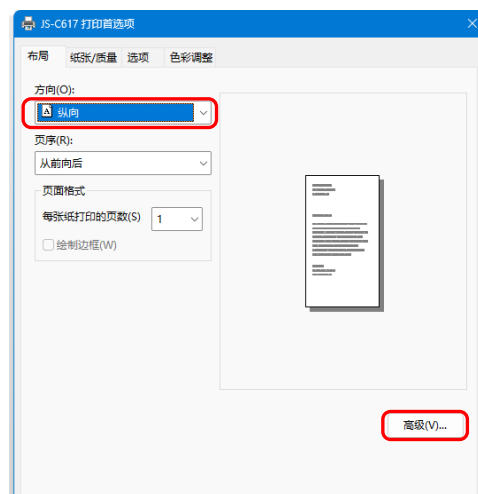 JS-C617 打印首选项
布局 纸张/质量 选项 色彩调整
方向(O):
A 纵向
页序(R):
从前向后
页面格式
每张纸打印的页数(S) 1
绘制边框(W)
高级(V)...